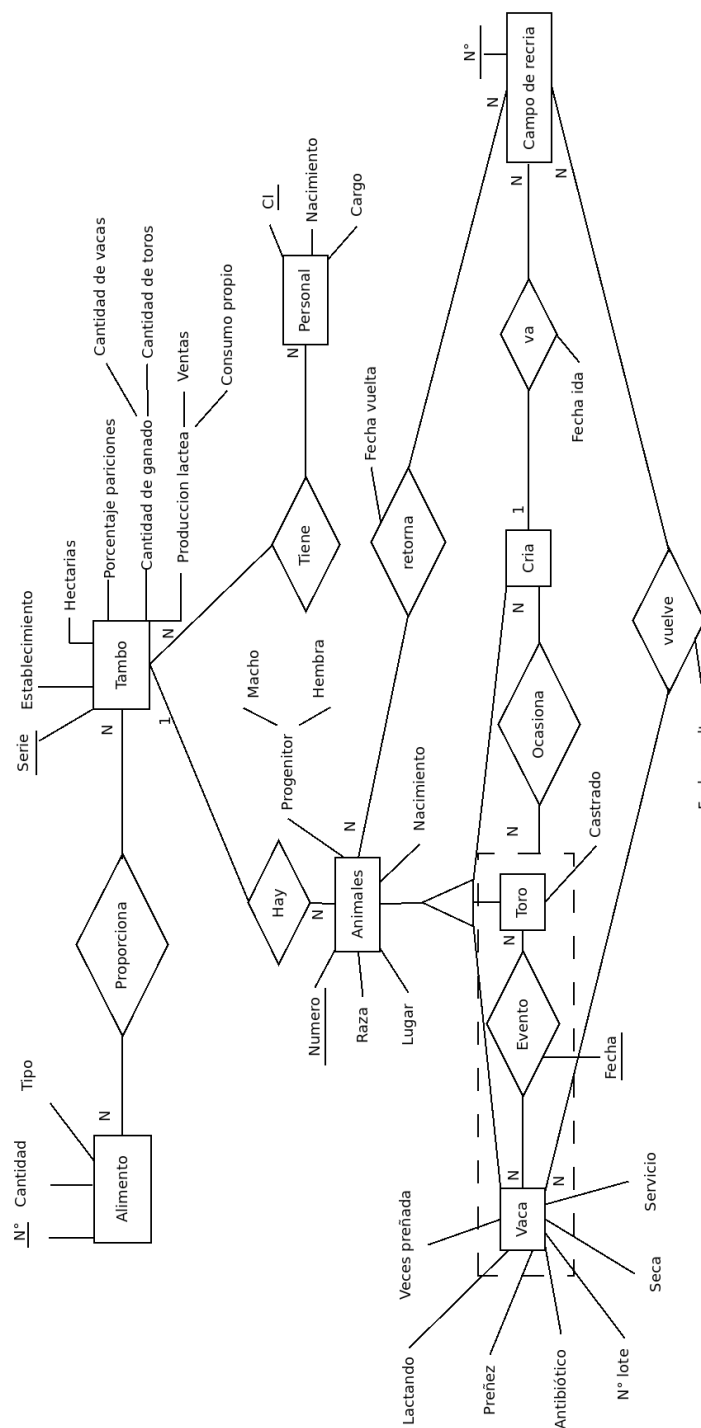 N°
Cantidad
Tipo
Alimento
N
Proporciona
N
Serie
Establecimiento
Hectarias
Porcentaje pariciones
Cantidad de ganado
Cantidad de vacas
Cantidad de toros
Produccion lactea
Ventas
Consumo propio
Tambo
1
N
Tiene
N
Personal
CI
Nacimiento
Cargo
Hay
N
Animales
Numero
Raza
Lugar
Progenitor
Macho
Hembra
Nacimiento
N
retorna
Fecha vuelta
N
Campo de recria
N°
N
N
va
Fecha ida
1
Cria
N
Ocasiona
N
Toro
Castrado
N
Evento
Fecha
N
Vaca
N
Veces preñada
Lactando
Preñez
Antibiótico
N° lote
Seca
Servicio
vuelve